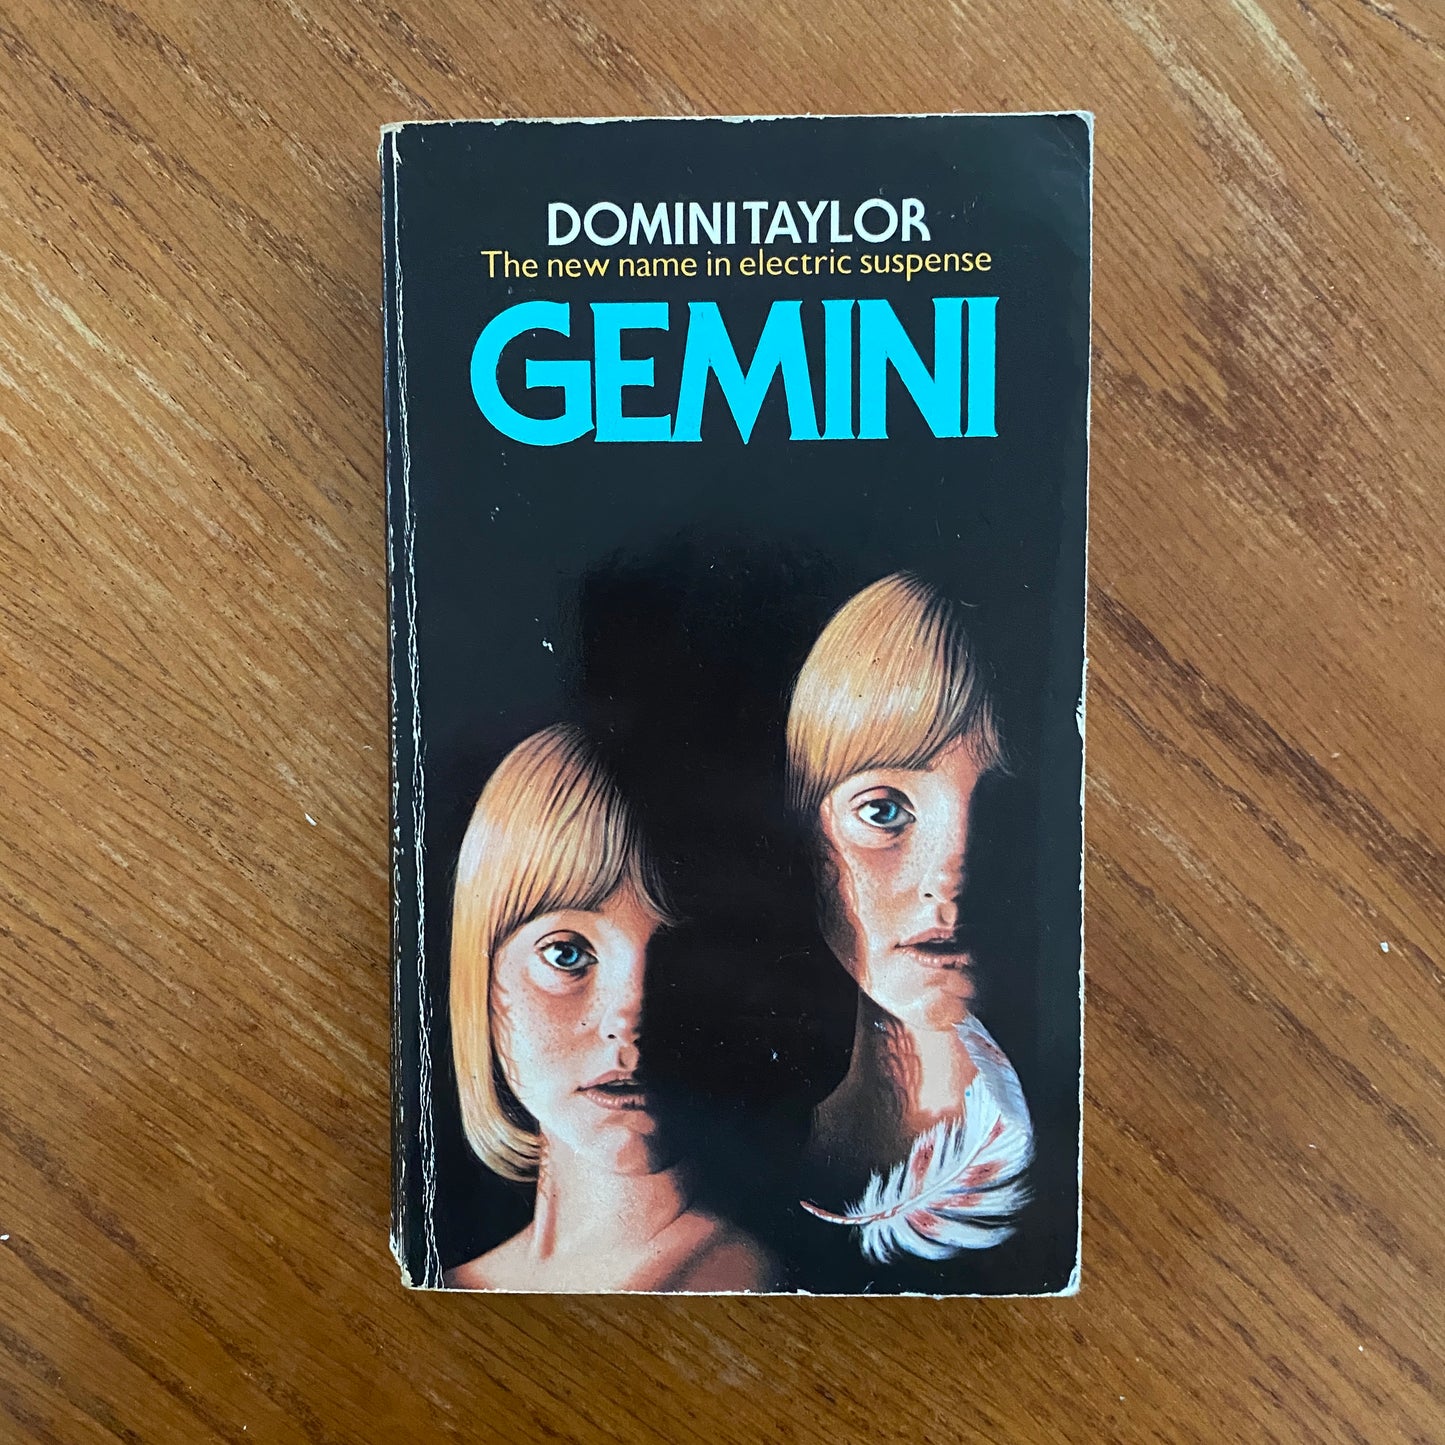 DOMINI TAYLOR
The new name in electric suspense
GEMINI